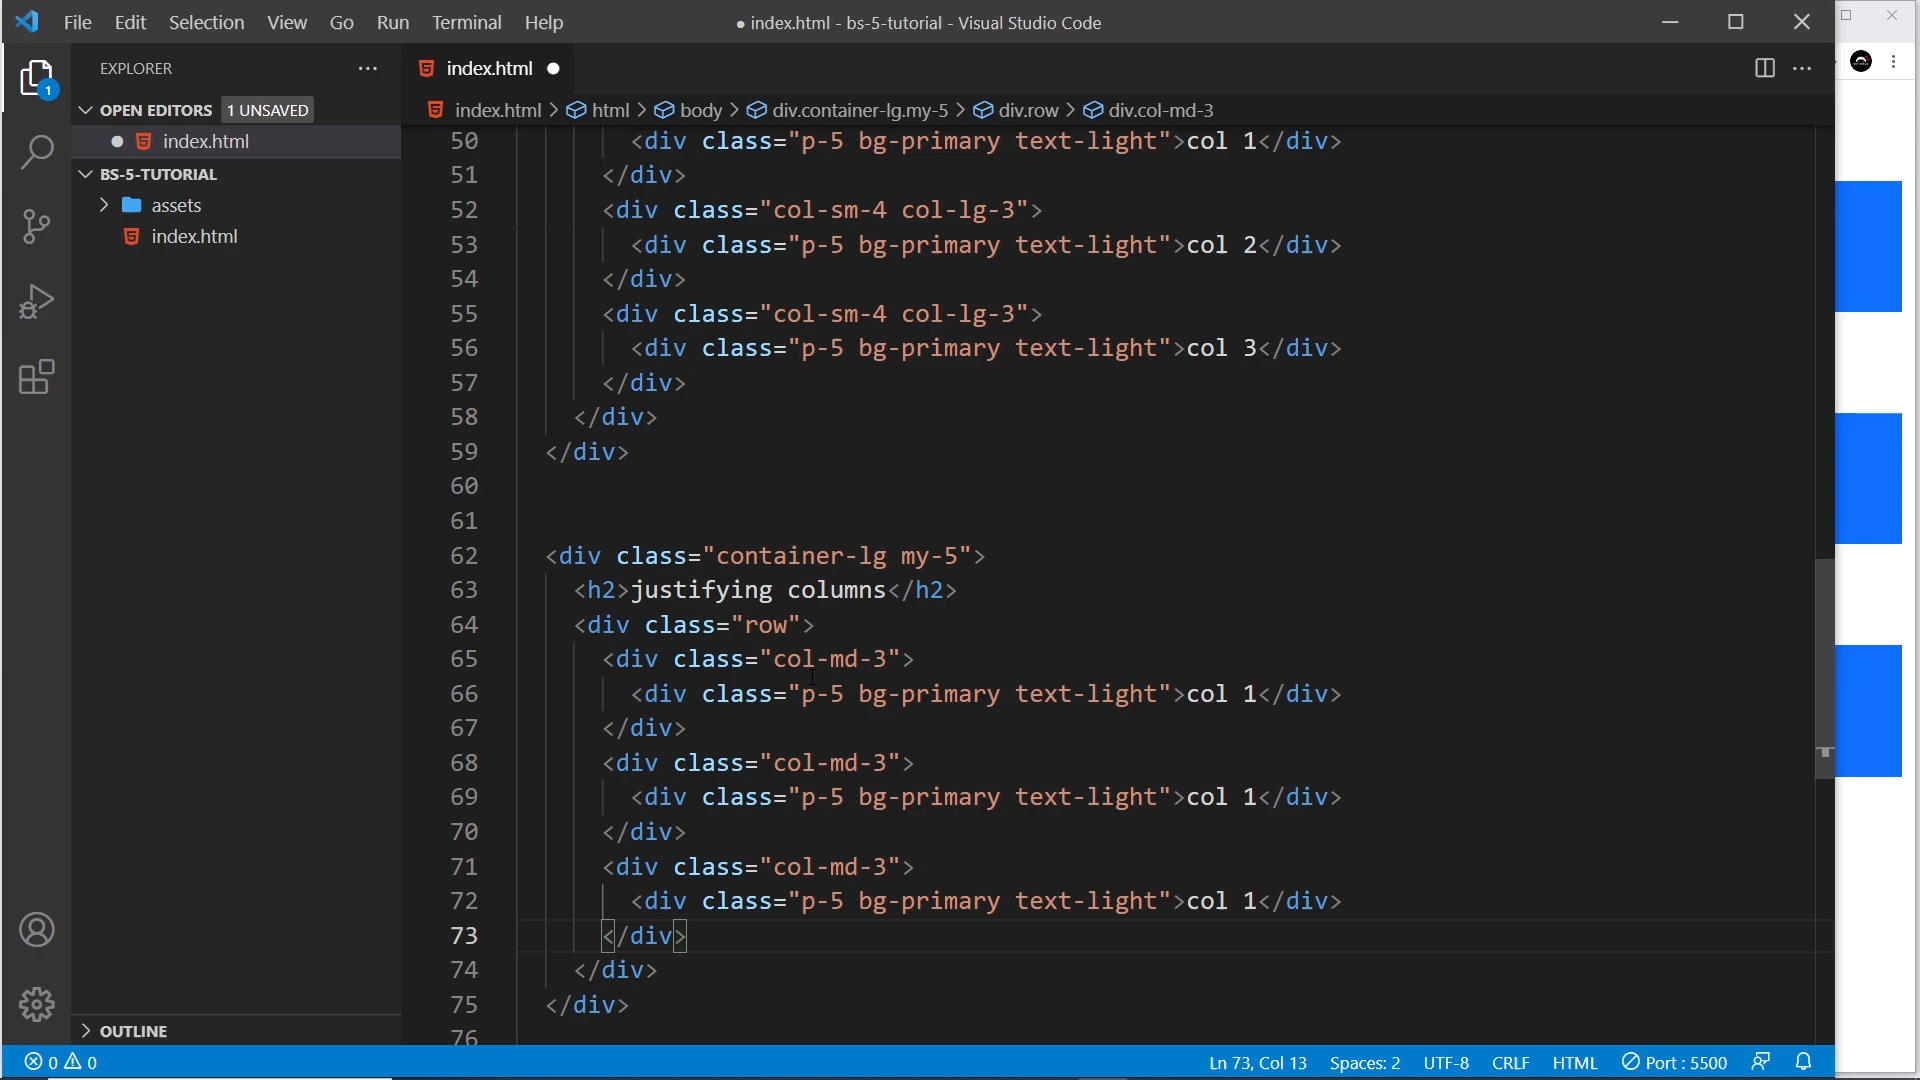 File Edit Selection View Go Run Terminal Help
● index.html - bs-5-tutorial - Visual Studio Code
EXPLORER
OPEN EDITORS 1 UNSAVED
index.html
BS-5-TUTORIAL
assets
index.html
OUTLINE
index.html
index.html > html > body > div.container-lg.my-5 > div.row > div.col-md-3
50 <div class="p-5 bg-primary text-light">col 1</div>
51 </div>
52 <div class="col-sm-4 col-lg-3">
53 <div class="p-5 bg-primary text-light">col 2</div>
54 </div>
55 <div class="col-sm-4 col-lg-3">
56 <div class="p-5 bg-primary text-light">col 3</div>
57 </div>
58 </div>
59 </div>
60
61
62 <div class="container-lg my-5">
63 <h2>justifying columns</h2>
64 <div class="row">
65 <div class="col-md-3">
66 <div class="p-5 bg-primary text-light">col 1</div>
67 </div>
68 <div class="col-md-3">
69 <div class="p-5 bg-primary text-light">col 1</div>
70 </div>
71 <div class="col-md-3">
72 <div class="p-5 bg-primary text-light">col 1</div>
73 </div>
74 </div>
75 </div>
76
1
0 0
Ln 73, Col 13 Spaces: 2 UTF-8 CRLF HTML Port : 5500